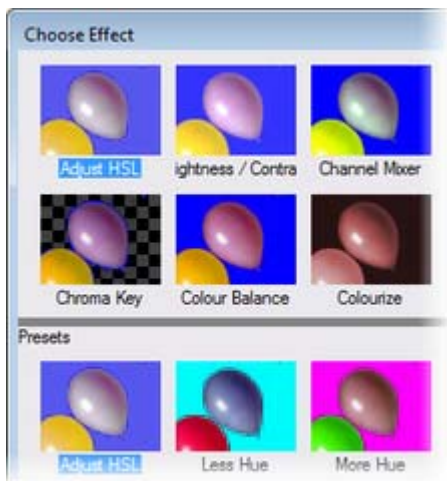 Choose Effect
Adjust HSL
ightness / Contra
Channel Mixer
Chroma Key
Colour Balance
Colourize
Presets
Adjust HSL
Less Hue
More Hue